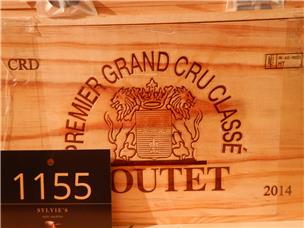 CRD
PREMIER GRAND CRU CLASSÉ
OUTET
2014
1155
SYLVIE'S